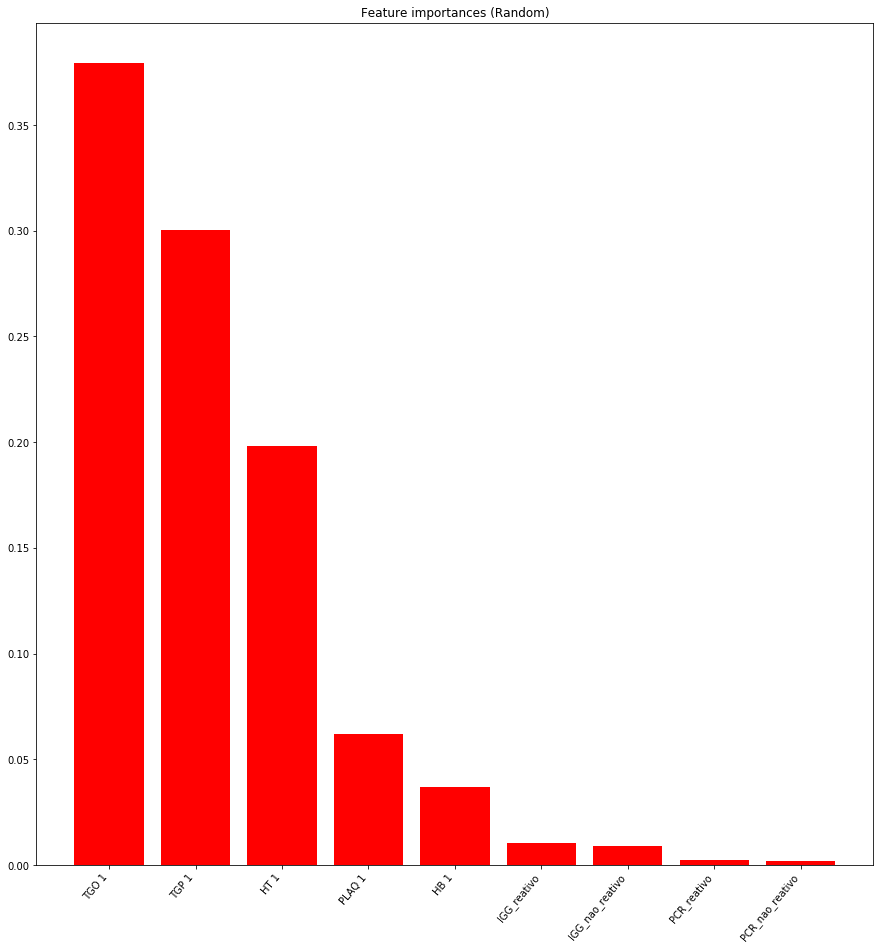 Feature importances (Random)
0.35
0.30
0.25
0.20
0.15
0.10
0.05
0.00
TGO 1
TGP 1
HT 1
PLAQ 1
HB 1
IGG_reativo
IGG_nao_reativo
PCR_reativo
PCR_nao_reativo